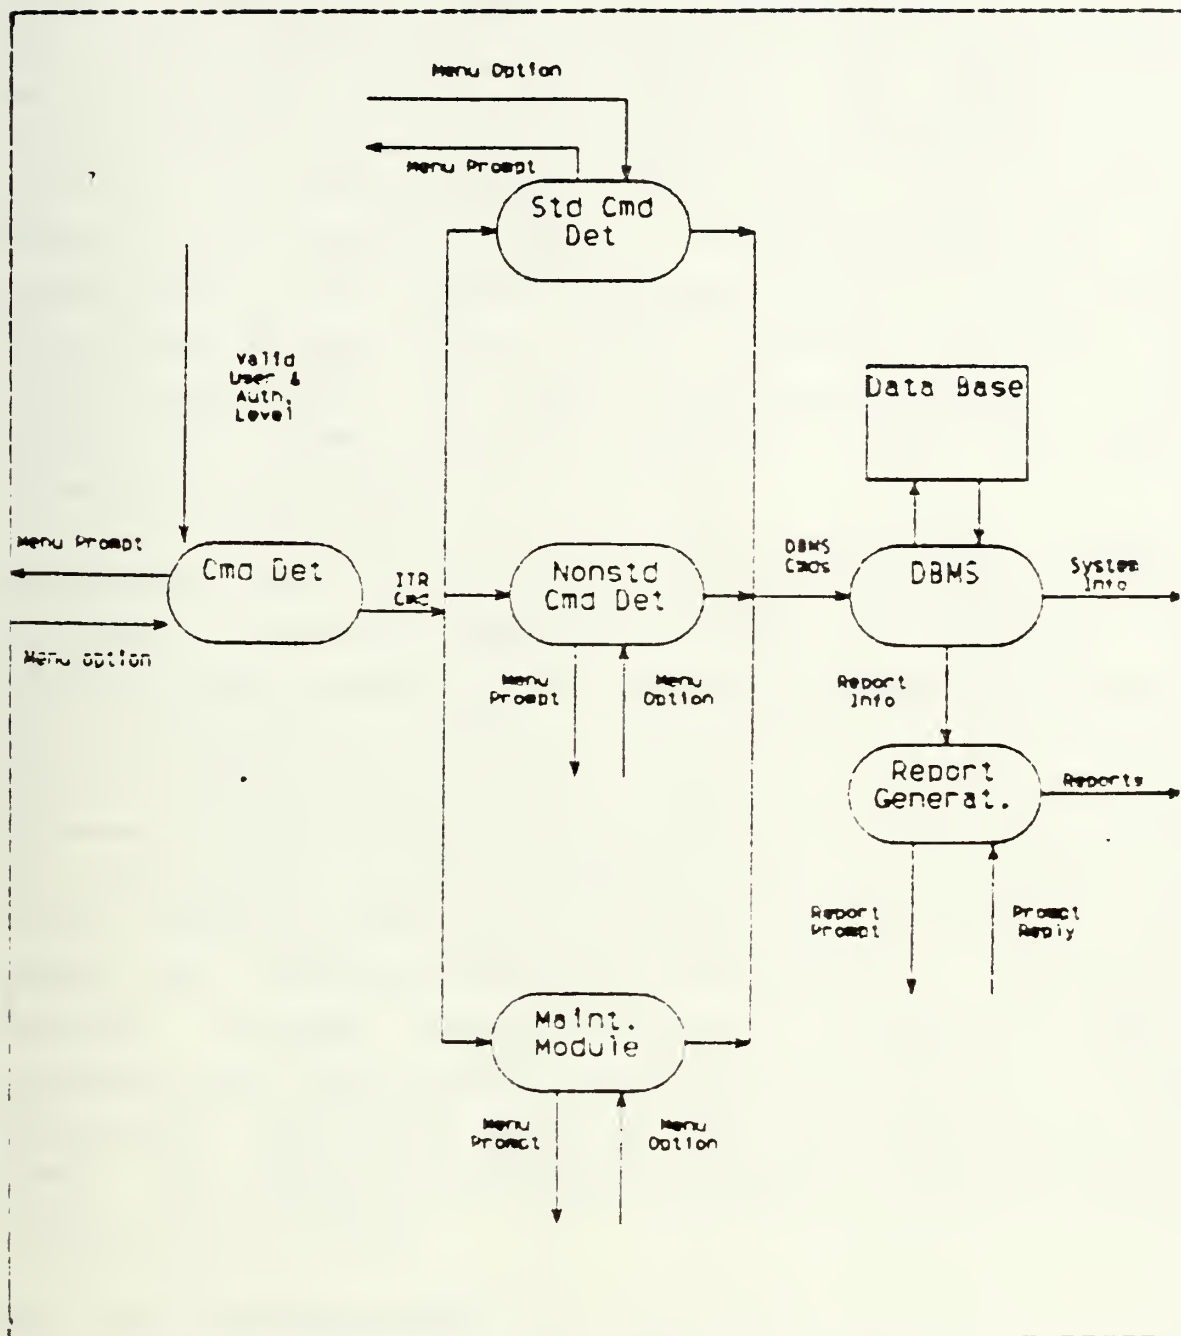 Menu Option
Menu Prompt
Std Cmd
Det
Valid
User &
Auth.
Level
Data Base
Menu Prompt
Cmd Det
ITR
Cmd
Nonstd
Cmd Det
DBMS
Cmds
DBMS
System
Info
Menu option
Menu
Prompt
Menu
Option
Report
Info
Report
Generat.
Reports
Report
Prompt
Prompt
Reply
Maint.
Module
Menu
Prompt
Menu
Option